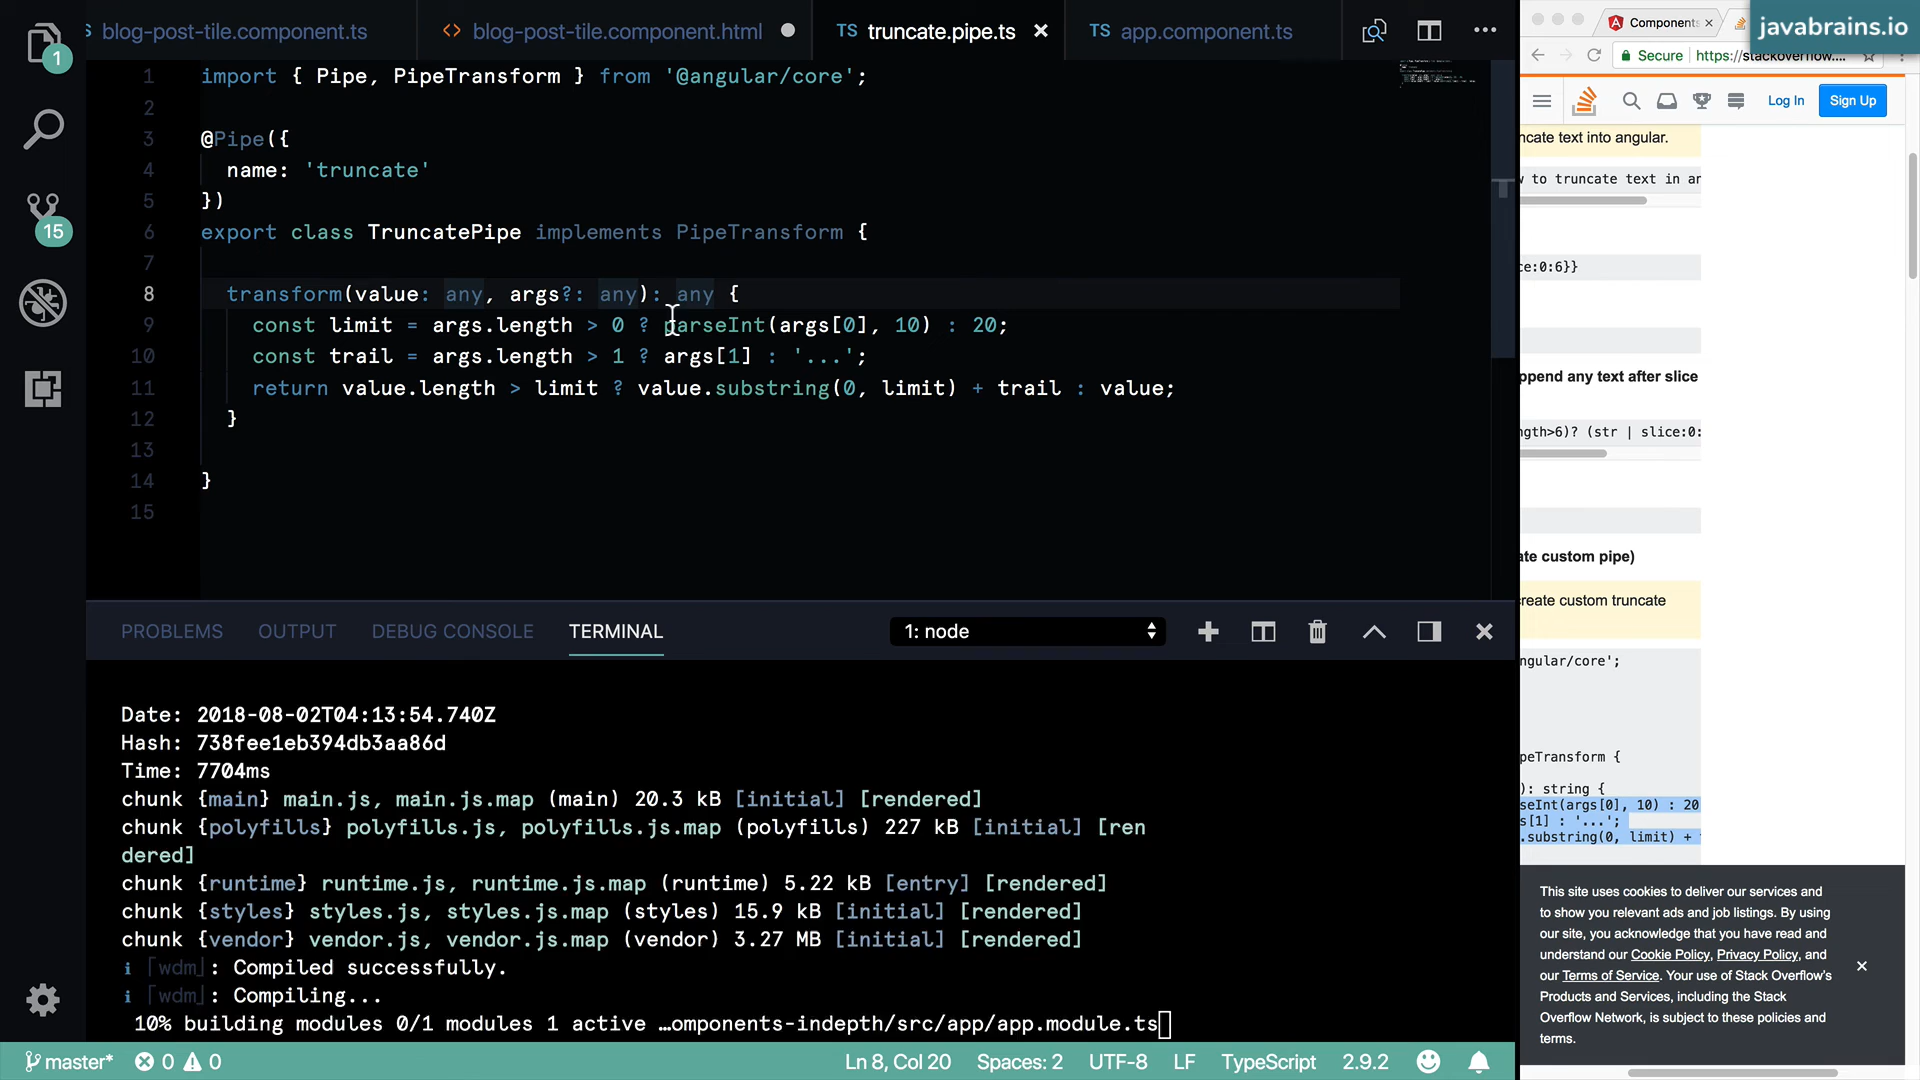 blog-post-tile.component.ts
<> blog-post-tile.component.html
TS truncate.pipe.ts
TS app.component.ts
1 import { Pipe, PipeTransform } from '@angular/core';
2
3 @Pipe({
4 name: 'truncate'
5 })
6 export class TruncatePipe implements PipeTransform {
7
8 transform(value: any, args?: any): any {
9 const limit = args.length > 0 ? parseInt(args[0], 10) : 20;
10 const trail = args.length > 1 ? args[1] : '...';
11 return value.length > limit ? value.substring(0, limit) + trail : value;
12 }
13
14 }
15
1
15
PROBLEMS OUTPUT DEBUG CONSOLE TERMINAL
1: node
Date: 2018-08-02T04:13:54.740Z
Hash: 738fee1eb394db3aa86d
Time: 7704ms
chunk {main} main.js, main.js.map (main) 20.3 kB [initial] [rendered]
chunk {polyfills} polyfills.js, polyfills.js.map (polyfills) 227 kB [initial] [ren
dered]
chunk {runtime} runtime.js, runtime.js.map (runtime) 5.22 kB [entry] [rendered]
chunk {styles} styles.js, styles.js.map (styles) 15.9 kB [initial] [rendered]
chunk {vendor} vendor.js, vendor.js.map (vendor) 3.27 MB [initial] [rendered]
i ｢wdm｣: Compiled successfully.
i ｢wdm｣: Compiling...
10% building modules 0/1 modules 1 active …omponents-indepth/src/app/app.module.ts
master* 0 0
Ln 8, Col 20 Spaces: 2 UTF-8 LF TypeScript 2.9.2
Components
javabrains.io
Secure https://stackoverflow....
Log In Sign Up
ncate text into angular.
w to truncate text in an
ce:0:6}}
ppend any text after slice
ngth>6)? (str | slice:0:
ate custom pipe)
create custom truncate
ngular/core';
peTransform {
): string {
seInt(args[0], 10) : 20
s[1] : '...';
.substring(0, limit) +
This site uses cookies to deliver our services and
to show you relevant ads and job listings. By using
our site, you acknowledge that you have read and
understand our Cookie Policy, Privacy Policy, and
our Terms of Service. Your use of Stack Overflow's
Products and Services, including the Stack
Overflow Network, is subject to these policies and
terms.